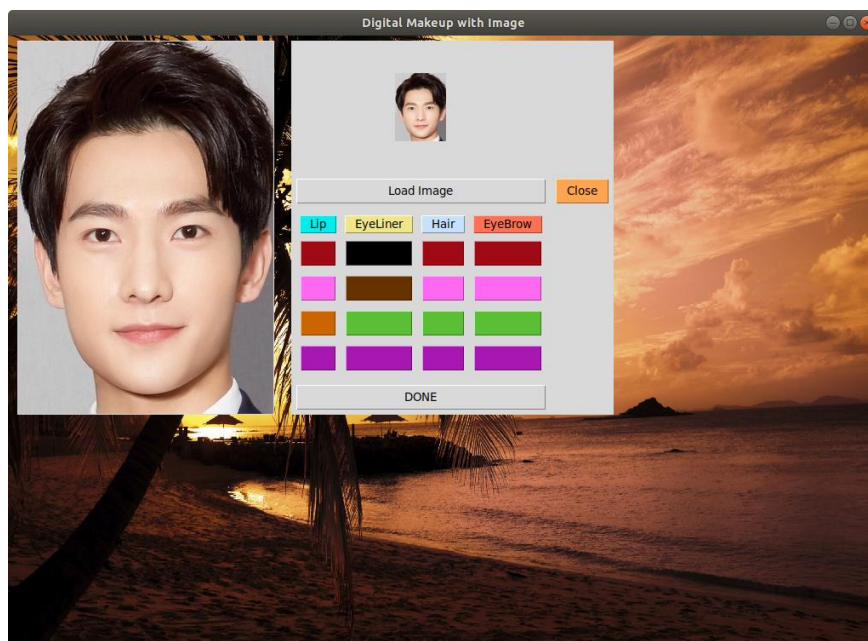 Digital Makeup with Image
Load Image
Close
Lip EyeLiner Hair EyeBrow
DONE